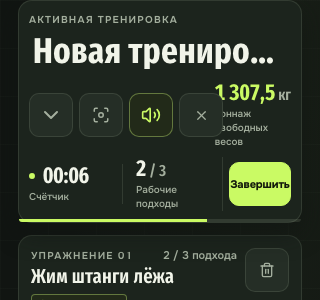 АКТИВНАЯ ТРЕНИРОВКА
Новая трениро...
1 307,5 кг
оннаж
свободных
весов
00:06
Счётчик
2 / 3
Рабочие
подходы
Завершить
УПРАЖНЕНИЕ 01
2 / 3 подхода
Жим штанги лёжа